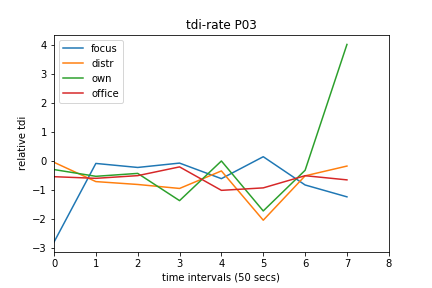 tdi-rate P03
relative tdi
4
3
2
1
0
−1
−2
−3
focus
distr
own
office
0 1 2 3 4 5 6 7 8
time intervals (50 secs)